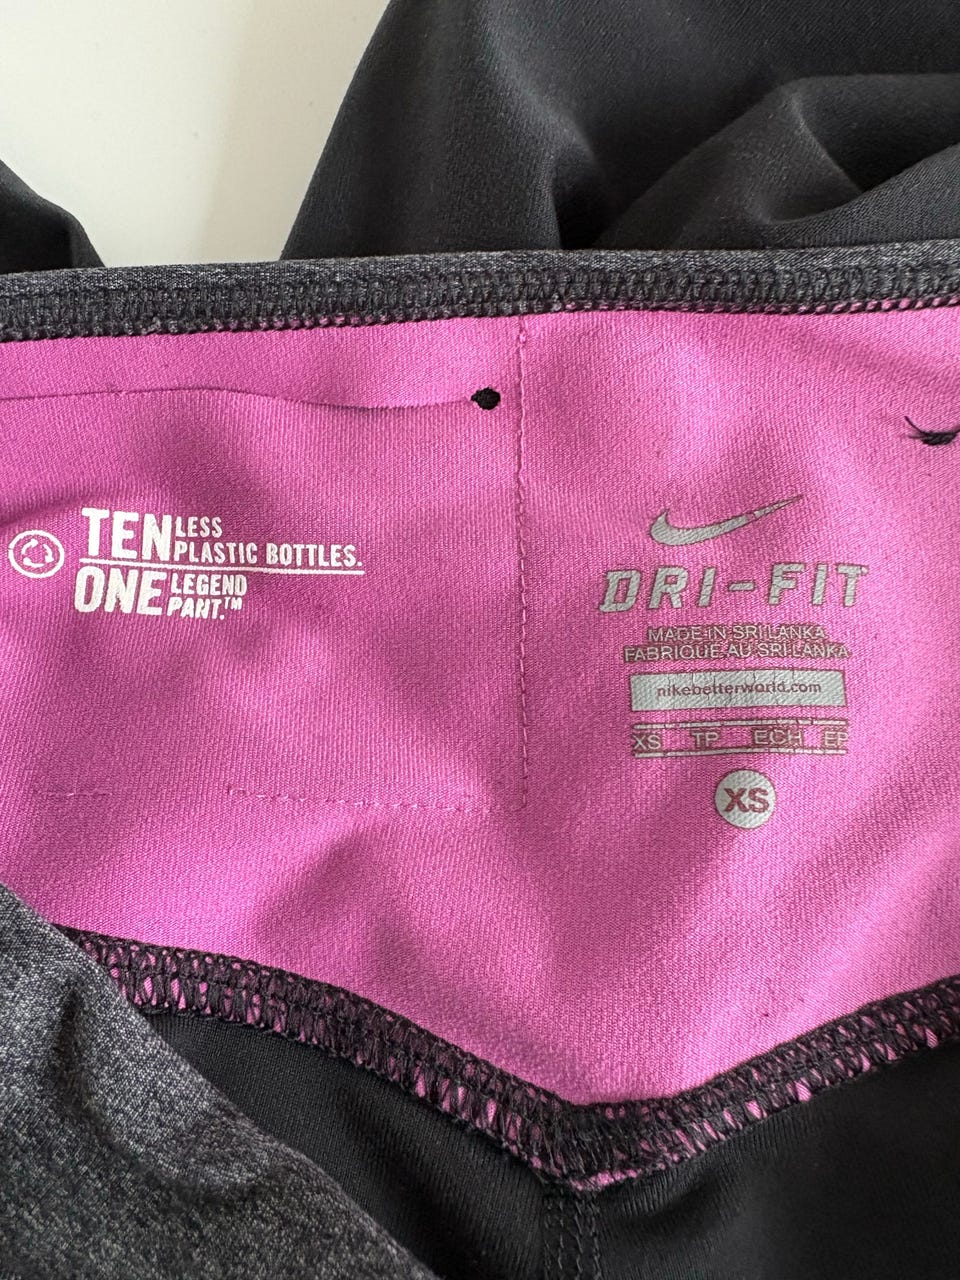 TEN LESS PLASTIC BOTTLES.
ONE LEGEND PANT.™
DRI-FIT
MADE IN SRI LANKA
FABRIQUE AU SRI LANKA
nikebetterworld.com
XS TP ECH EP
XS